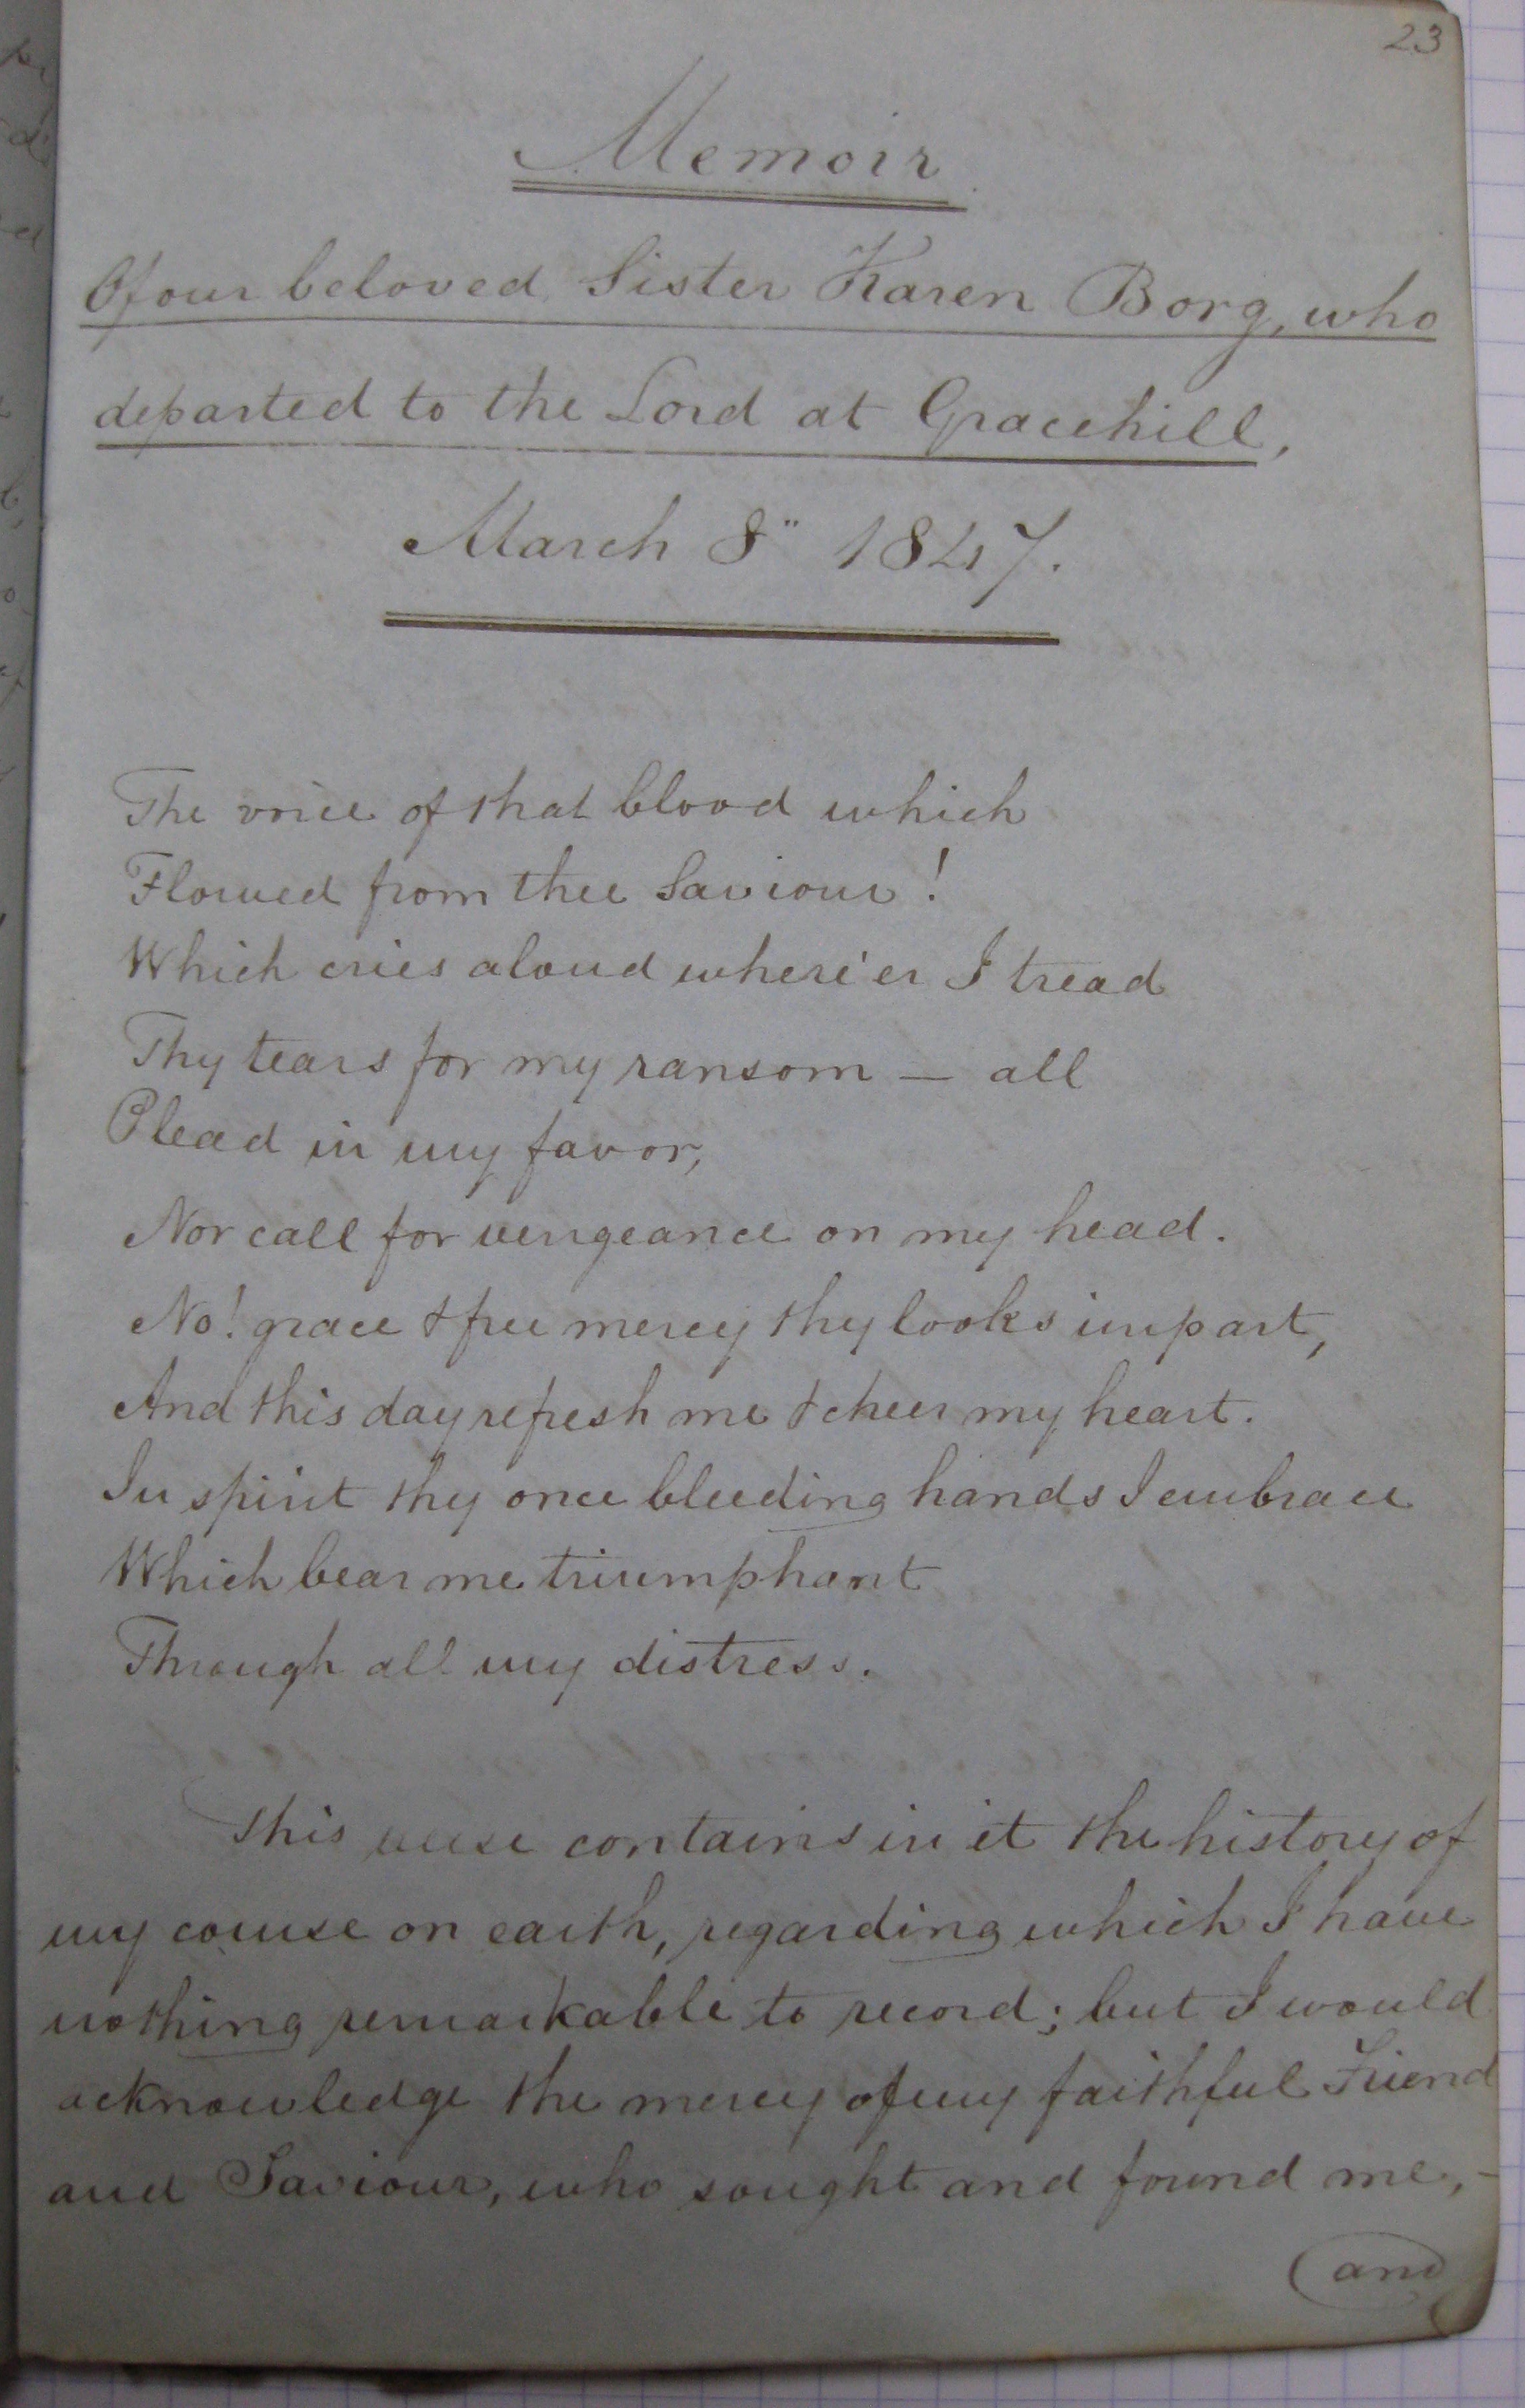 23
Memoir
Of our beloved Sister Karen Borg, who
departed to the Lord at Gracehill,
March 8" 1847.
The voice of that blood which
Flowed from thee Saviour!
Which cries aloud where'er I tread
Thy tears for my ransom — all
Plead in my favor,
Nor call for vengeance on my head.
No! grace & free mercy thy looks impart,
And this day refresh me & cheer my heart.
In spirit thy once bleeding hands I embrace
Which bear me triumphant
Through all my distress.
This verse contains in it the history of
my course on earth, regarding which I have
nothing remarkable to record; but I would
acknowledge the mercy of my faithful Friend
and Saviour, who sought and found me, -
(and